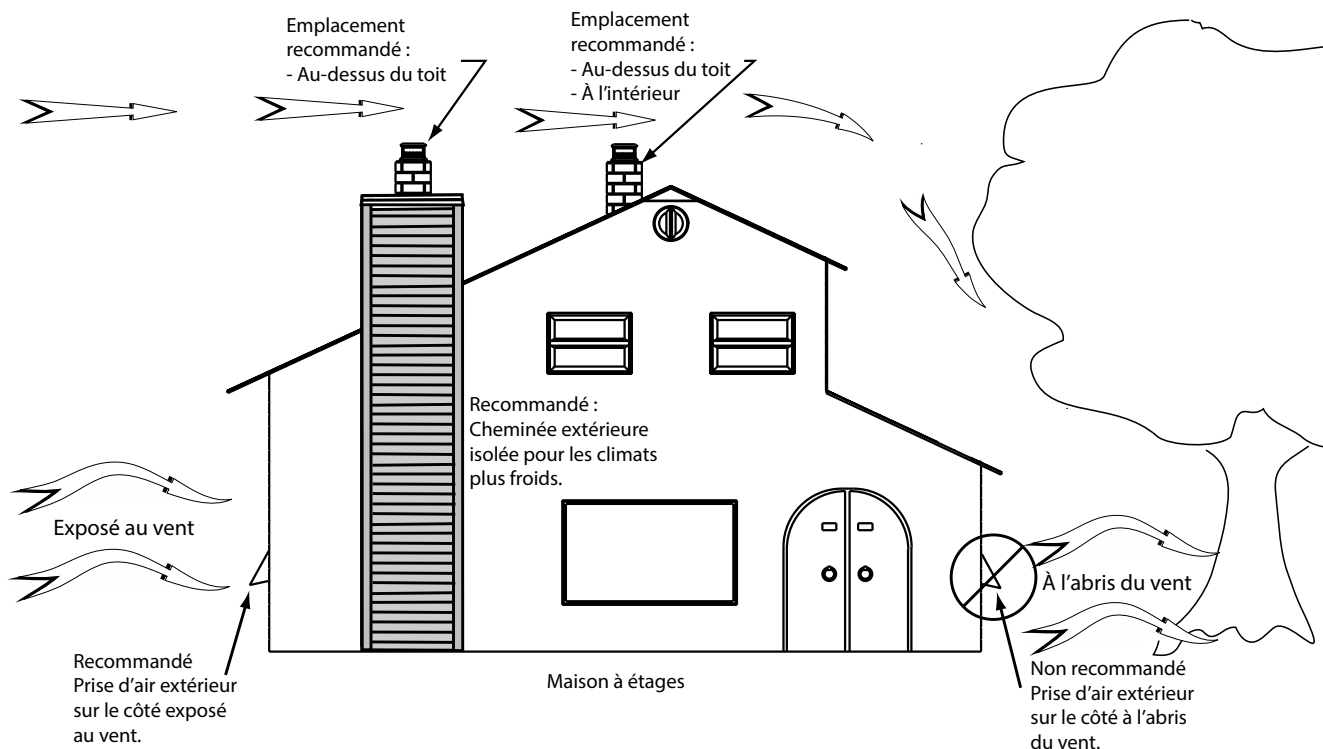 Emplacement
recommandé :
- Au-dessus du toit
Emplacement
recommandé :
- Au-dessus du toit
- À l'intérieur
Recommandé :
Cheminée extérieure
isolée pour les climats
plus froids.
Exposé au vent
À l'abris du vent
Recommandé
Prise d'air extérieur
sur le côté exposé
au vent.
Maison à étages
Non recommandé
Prise d'air extérieur
sur le côté à l'abris
du vent.